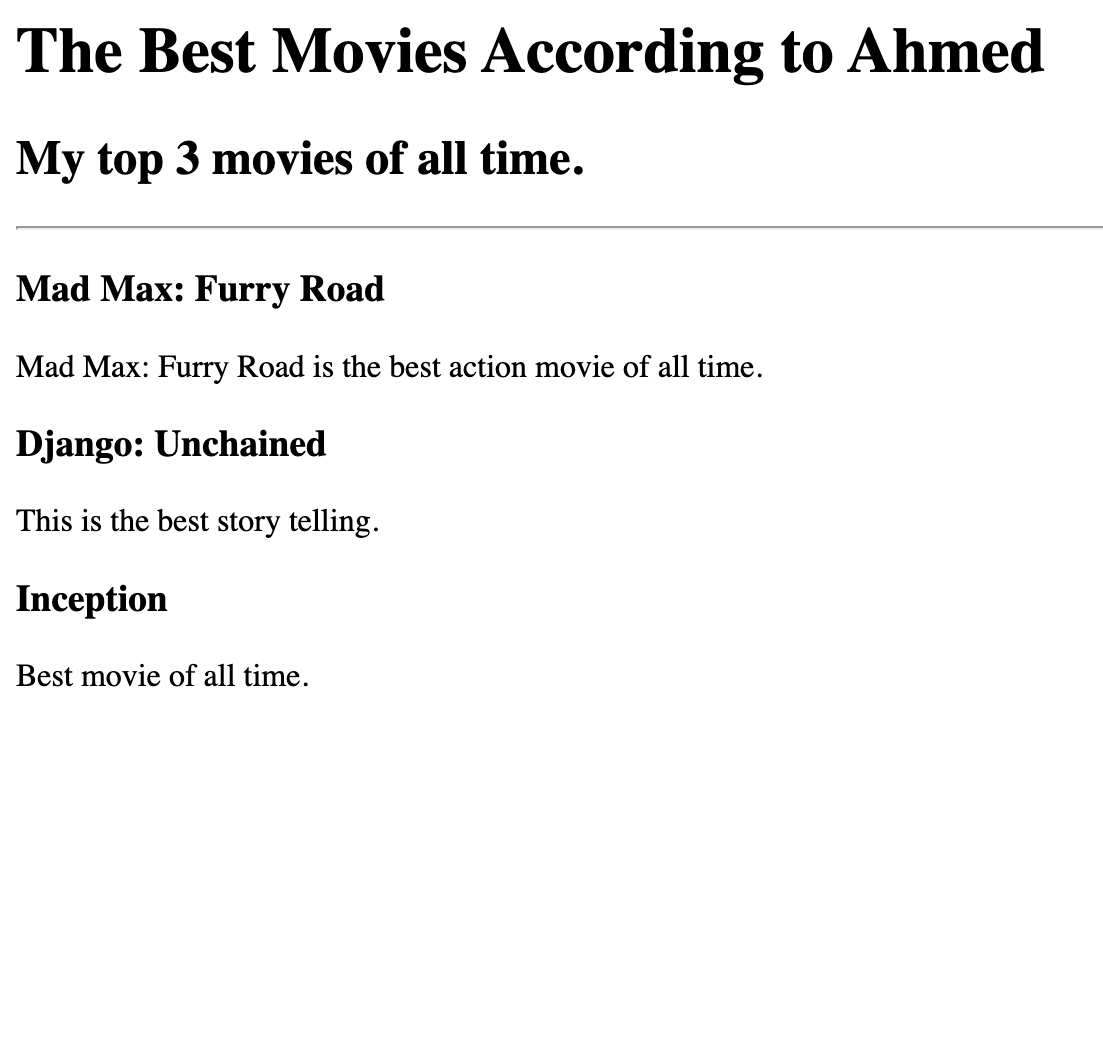 The Best Movies According to Ahmed
My top 3 movies of all time.
Mad Max: Furry Road
Mad Max: Furry Road is the best action movie of all time.
Django: Unchained
This is the best story telling.
Inception
Best movie of all time.